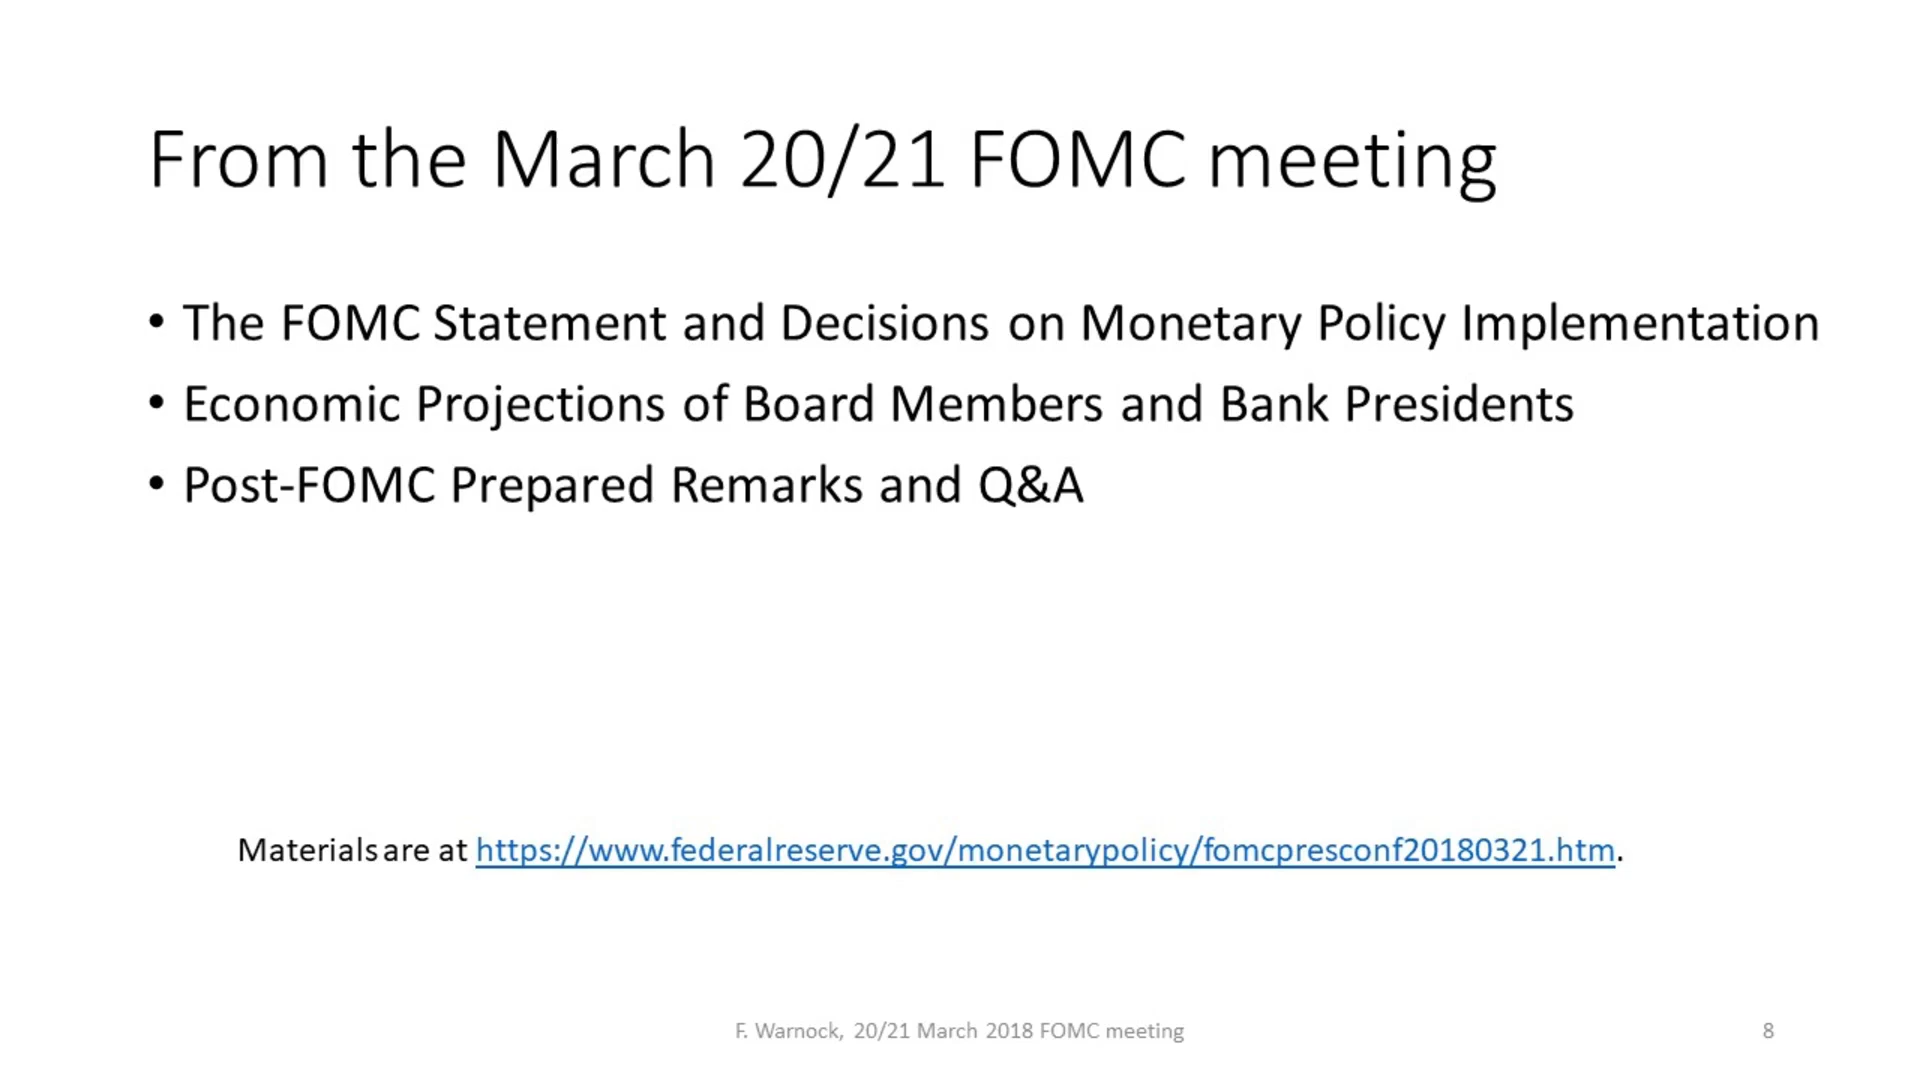 From the March 20/21 FOMC meeting
• The FOMC Statement and Decisions on Monetary Policy Implementation
• Economic Projections of Board Members and Bank Presidents
• Post-FOMC Prepared Remarks and Q&A
Materials are at https://www.federalreserve.gov/monetarypolicy/fomcpresconf20180321.htm.
F. Warnock, 20/21 March 2018 FOMC meeting
8